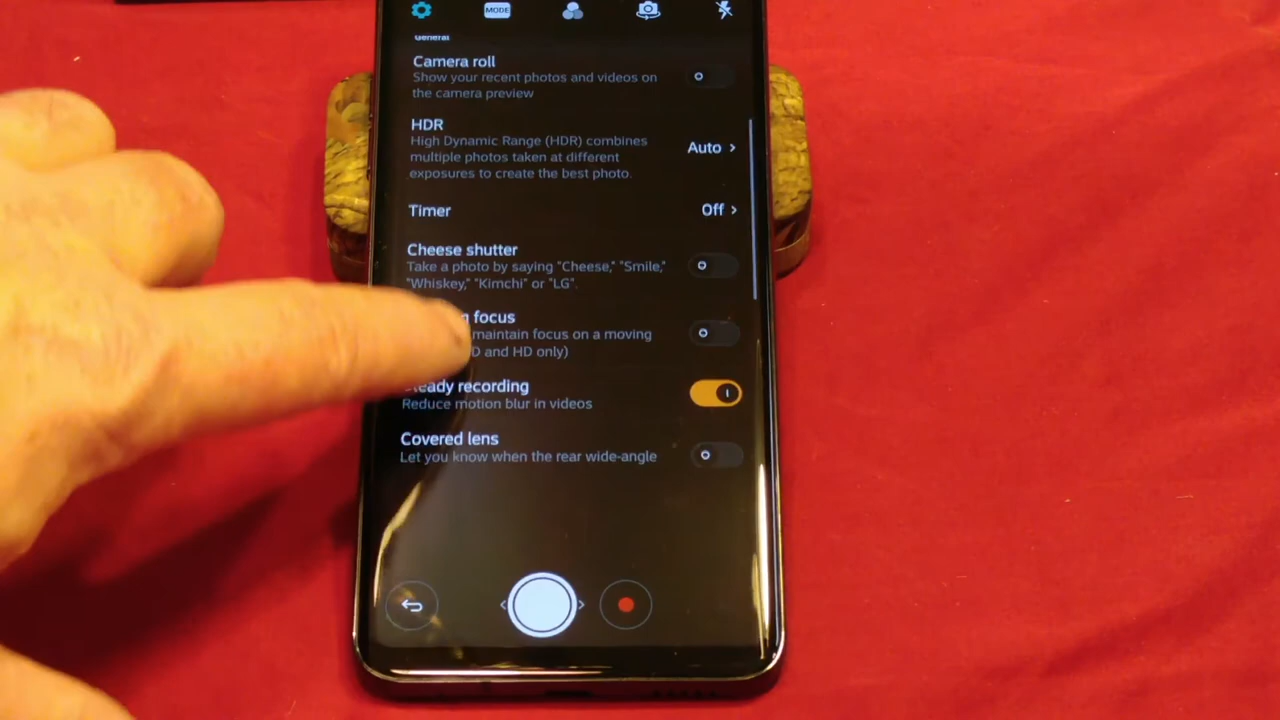 MODE
General
Camera roll
Show your recent photos and videos on
the camera preview
HDR
High Dynamic Range (HDR) combines
multiple photos taken at different
exposures to create the best photo.
Auto >
Timer
Off >
Cheese shutter
Take a photo by saying "Cheese," "Smile,"
"Whiskey," "Kimchi" or "LG".
focus
maintain focus on a moving
and HD only)
Steady recording
Reduce motion blur in videos
Covered lens
Let you know when the rear wide-angle